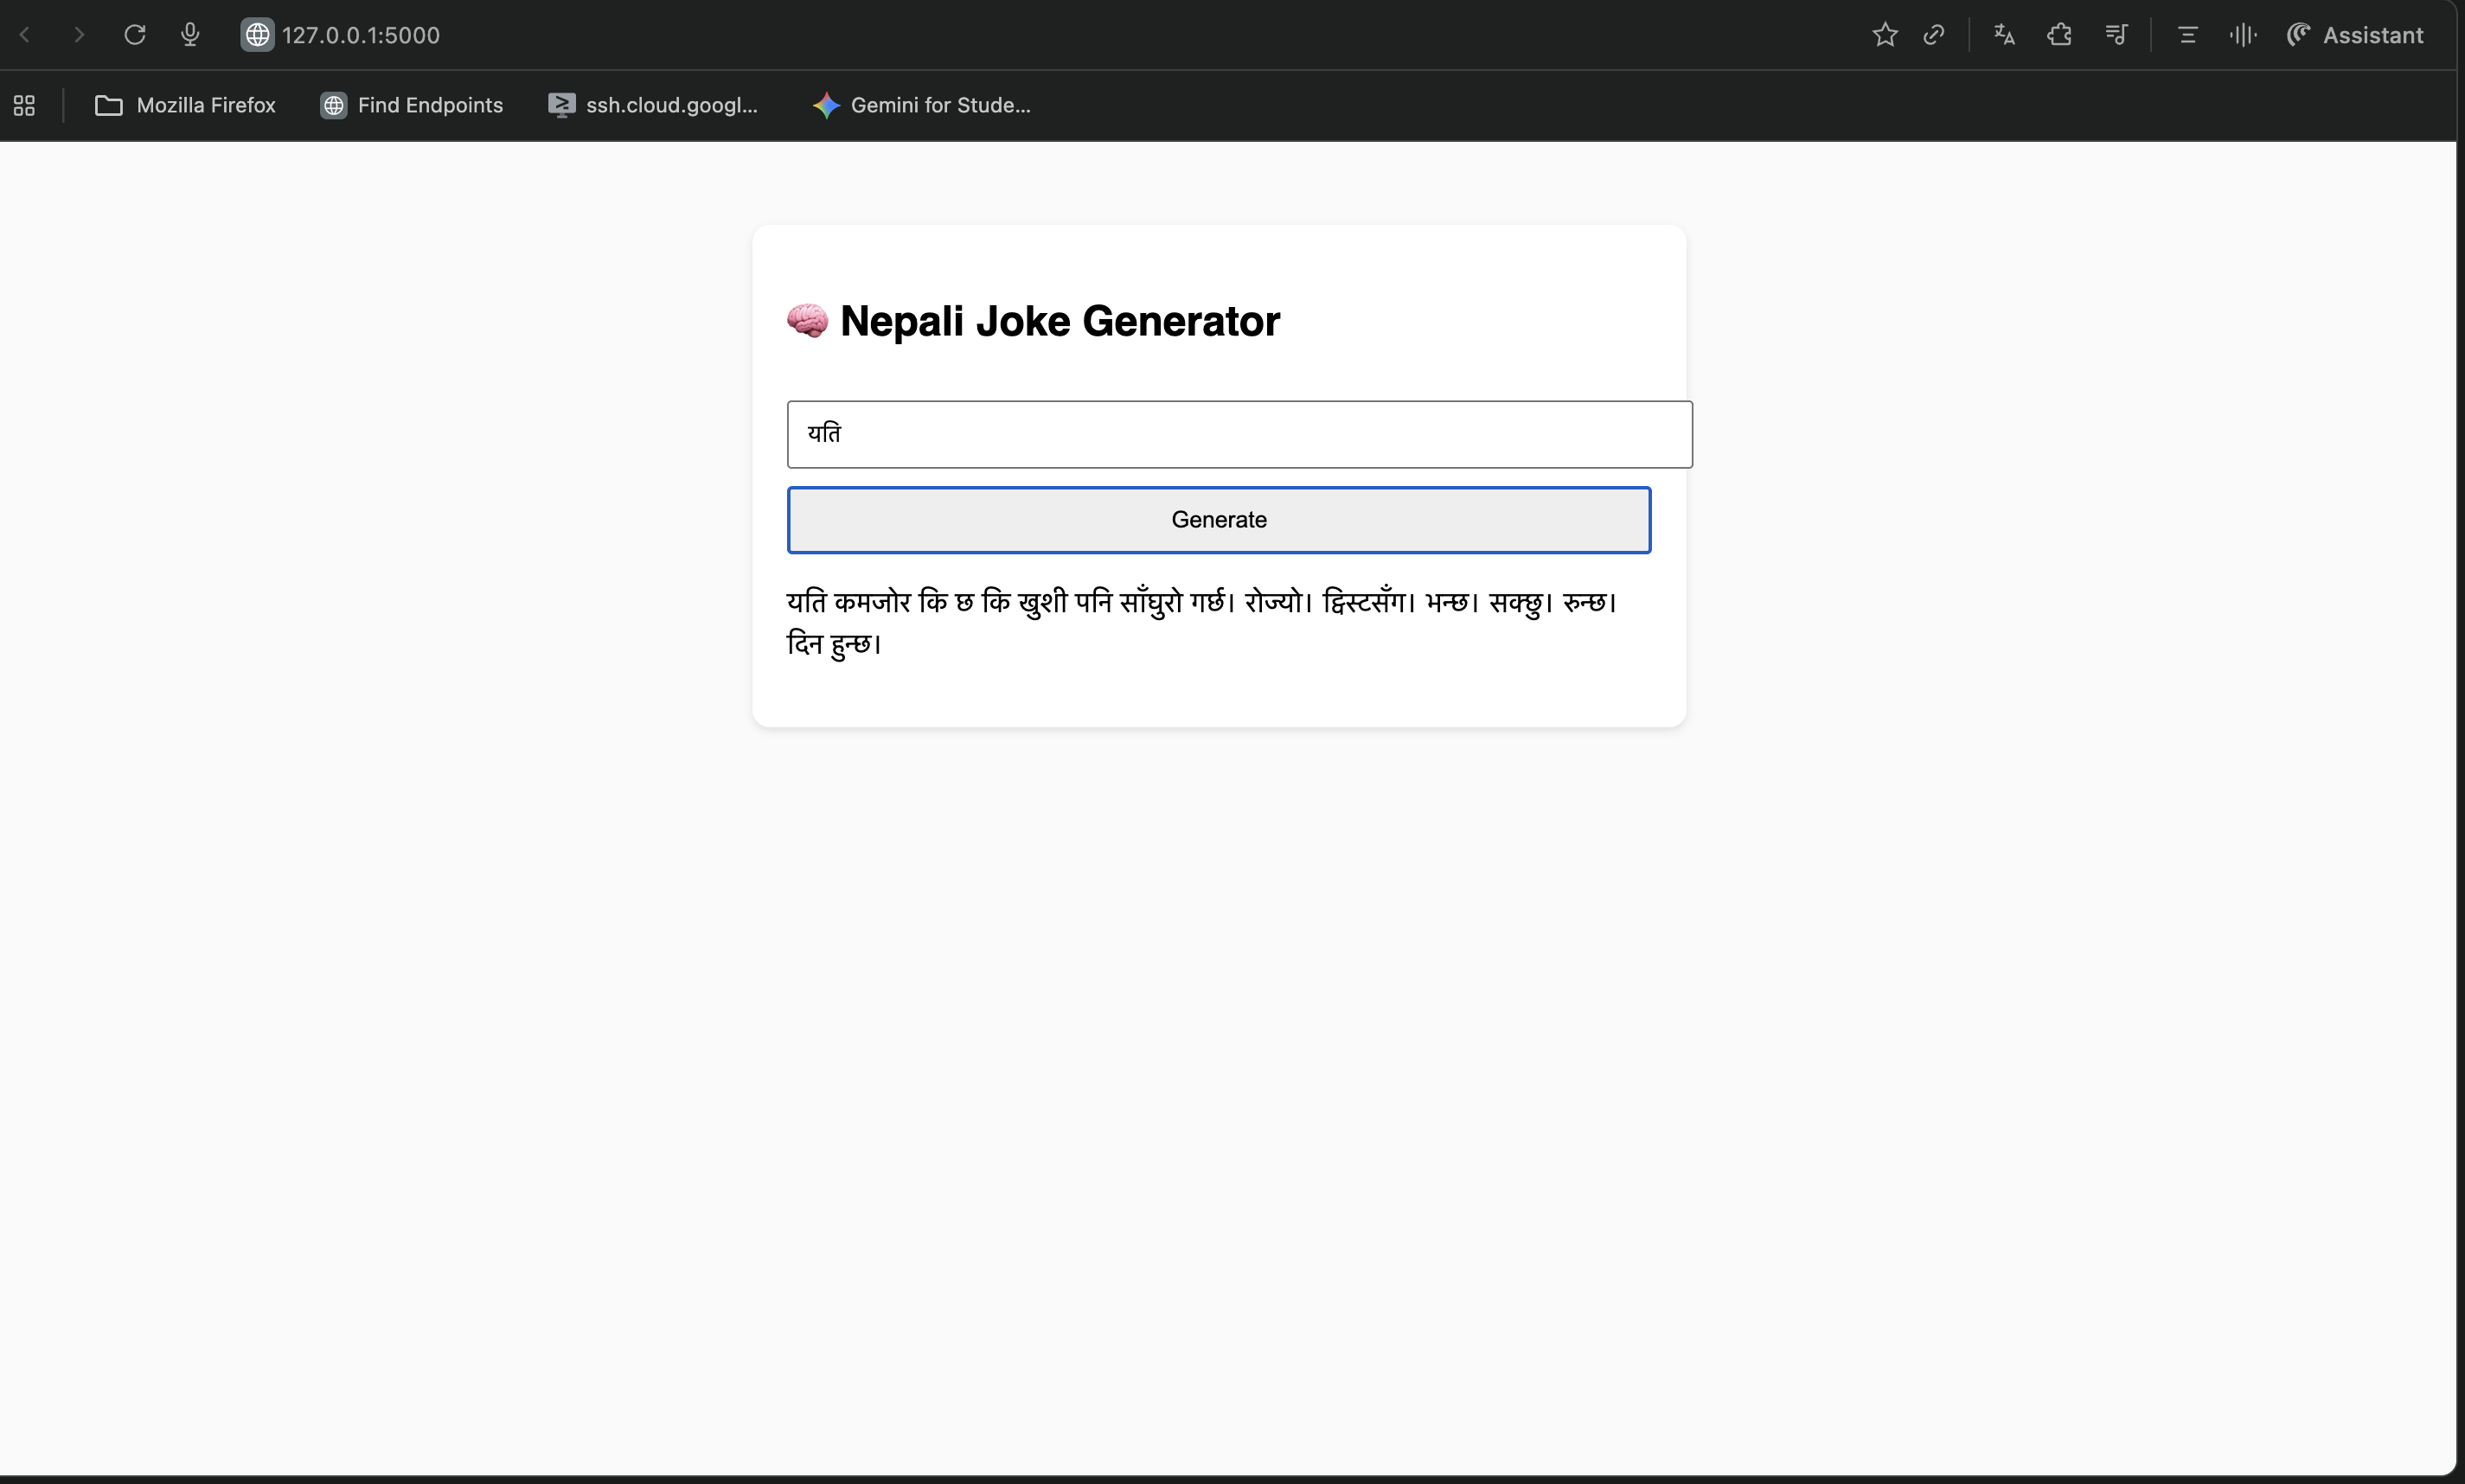 127.0.0.1:5000
Assistant
Mozilla Firefox
Find Endpoints
ssh.cloud.googl...
Gemini for Stude...
Nepali Joke Generator
यति
Generate
यति कमजोर कि छ कि खुशी पनि साँघुरो गर्छ। रोज्यो। ट्विस्टसँग। भन्छ। सक्छु। रुन्छ।
दिन हुन्छ।